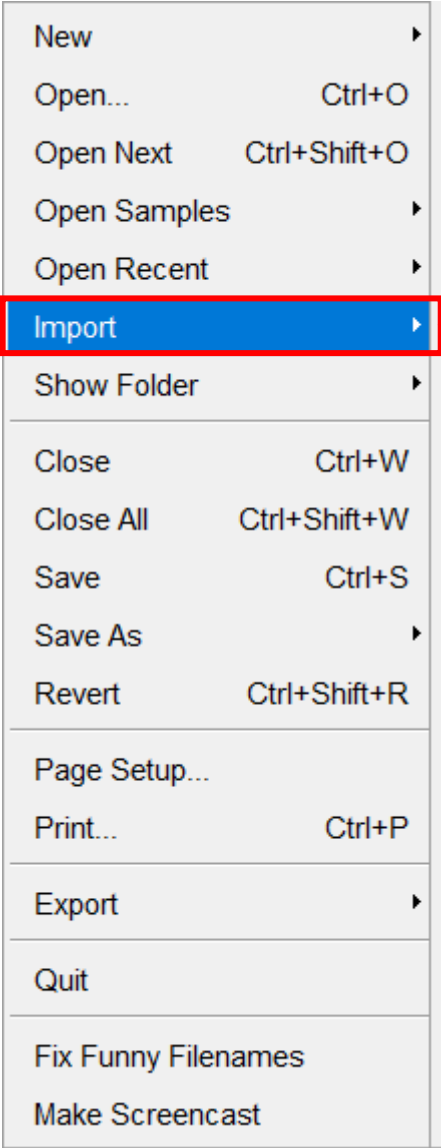 New
Open... Ctrl+O
Open Next Ctrl+Shift+O
Open Samples
Open Recent
Import
Show Folder
Close Ctrl+W
Close All Ctrl+Shift+W
Save Ctrl+S
Save As
Revert Ctrl+Shift+R
Page Setup...
Print... Ctrl+P
Export
Quit
Fix Funny Filenames
Make Screencast